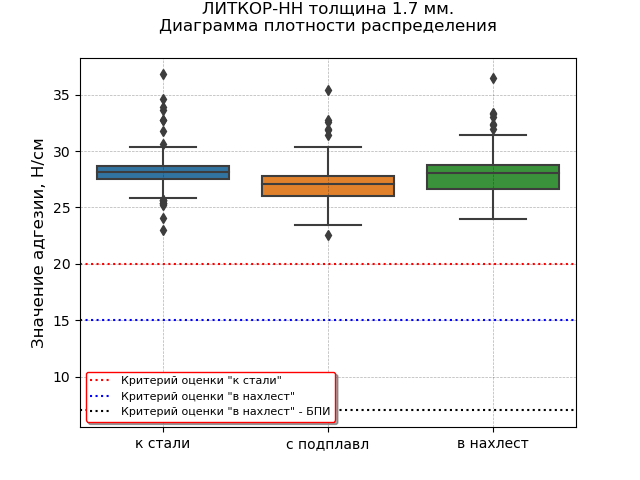 ЛИТКОР-НН толщина 1.7 мм.
Диаграмма плотности распределения
Значение адгезии, Н/см
35
30
25
20
15
10
Критерий оценки "к стали"
Критерий оценки "в нахлест"
Критерий оценки "в нахлест" - БПИ
к стали
с подплавл
в нахлест